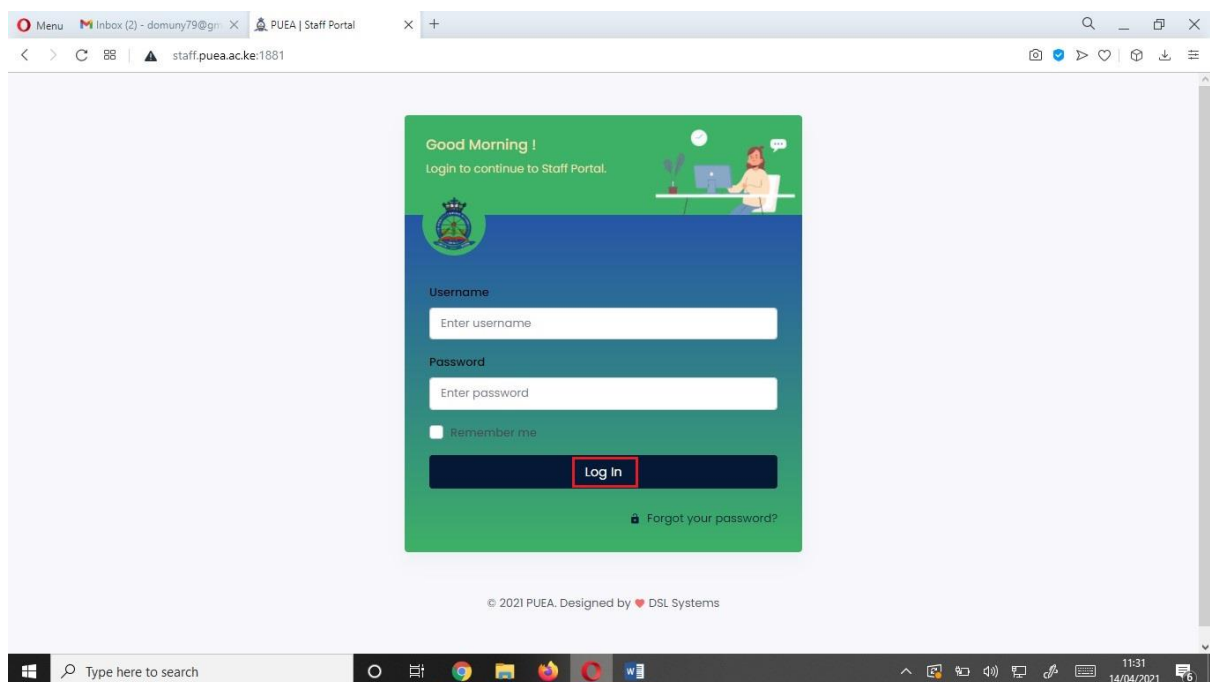 Menu
Inbox (2) - domuny79@gm
PUEA | Staff Portal
staff.puea.ac.ke:1881
Good Morning !
Login to continue to Staff Portal.
Username
Enter username
Password
Enter password
Remember me
Log In
Forgot your password?
© 2021 PUEA. Designed by ❤ DSL Systems
Type here to search
11:31
14/04/2021
6